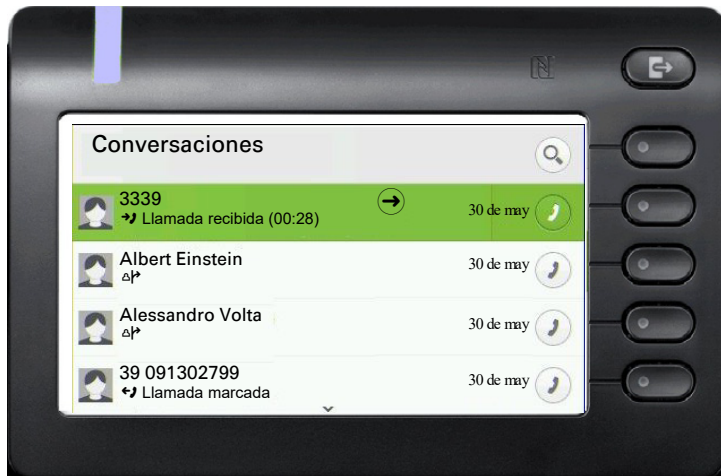 Conversaciones
3339
Llamada recibida (00:28)
30 de may
Albert Einstein
30 de may
Alessandro Volta
30 de may
39 091302799
Llamada marcada
30 de may